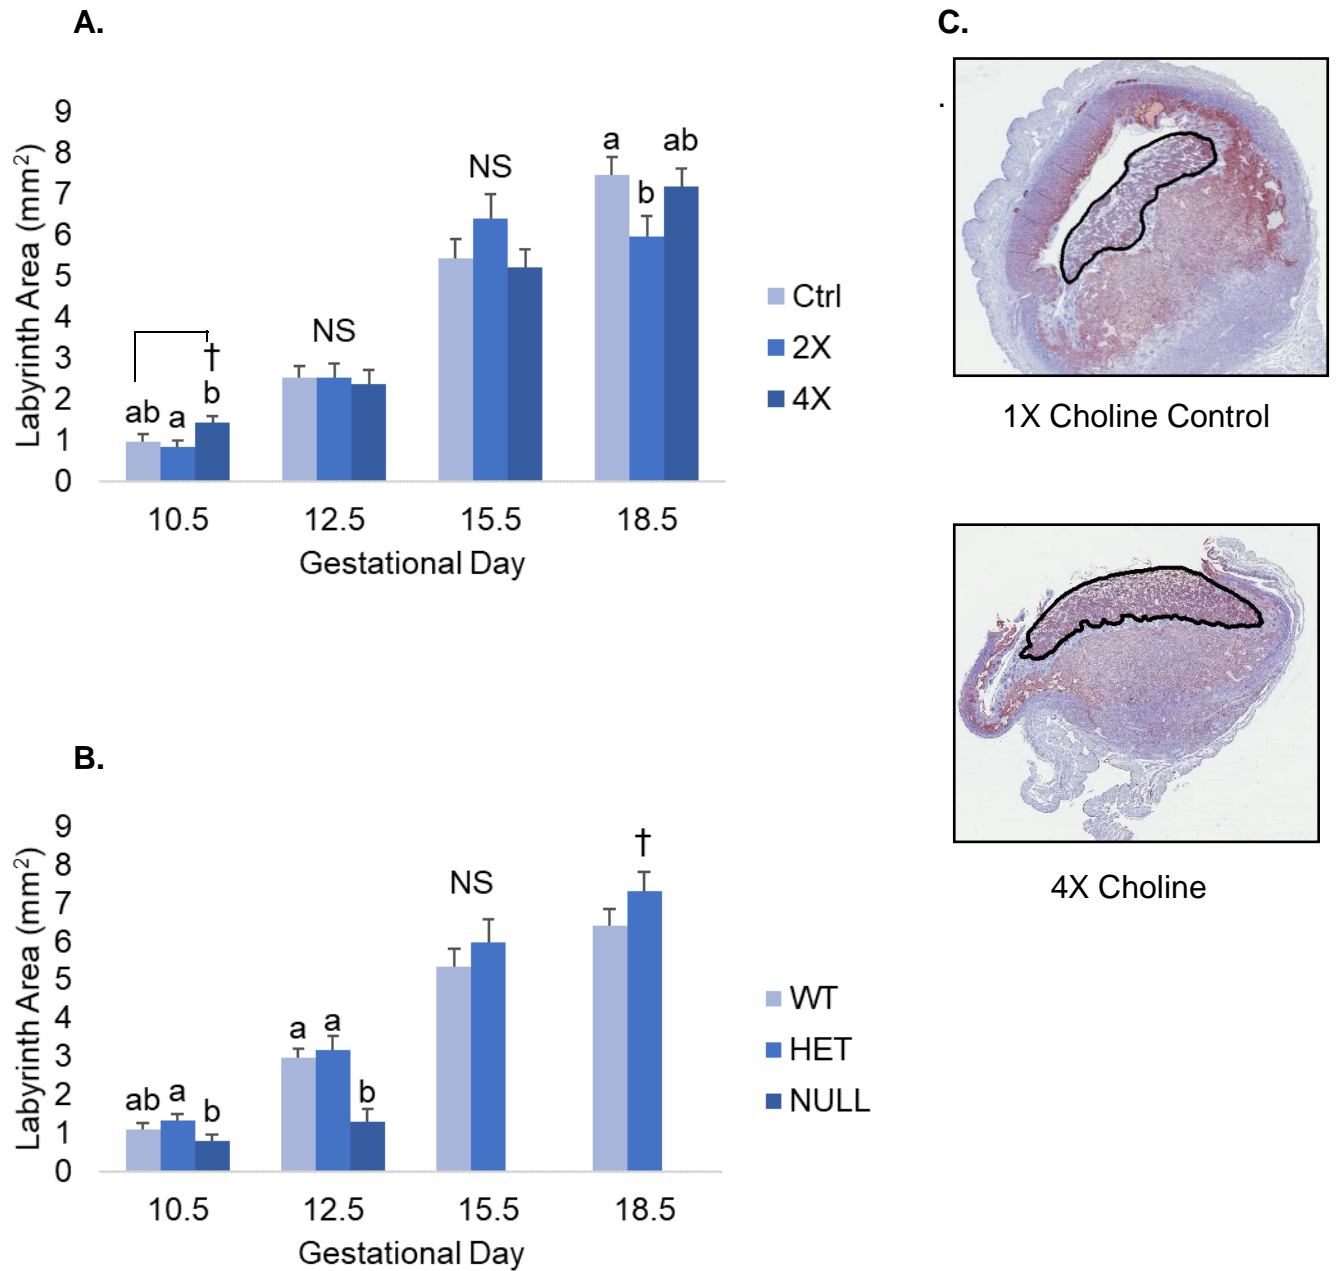 A.
9
8
7
6
5
4
3
2
1
0
Labyrinth Area (mm²)
†
ab a b
NS
NS
a b ab
10.5 12.5 15.5 18.5
Gestational Day
Ctrl
2X
4X
B.
9
8
7
6
5
4
3
2
1
0
Labyrinth Area (mm²)
ab a b
a a b
NS
†
10.5 12.5 15.5 18.5
Gestational Day
WT
HET
NULL
C.
.
1X Choline Control
4X Choline